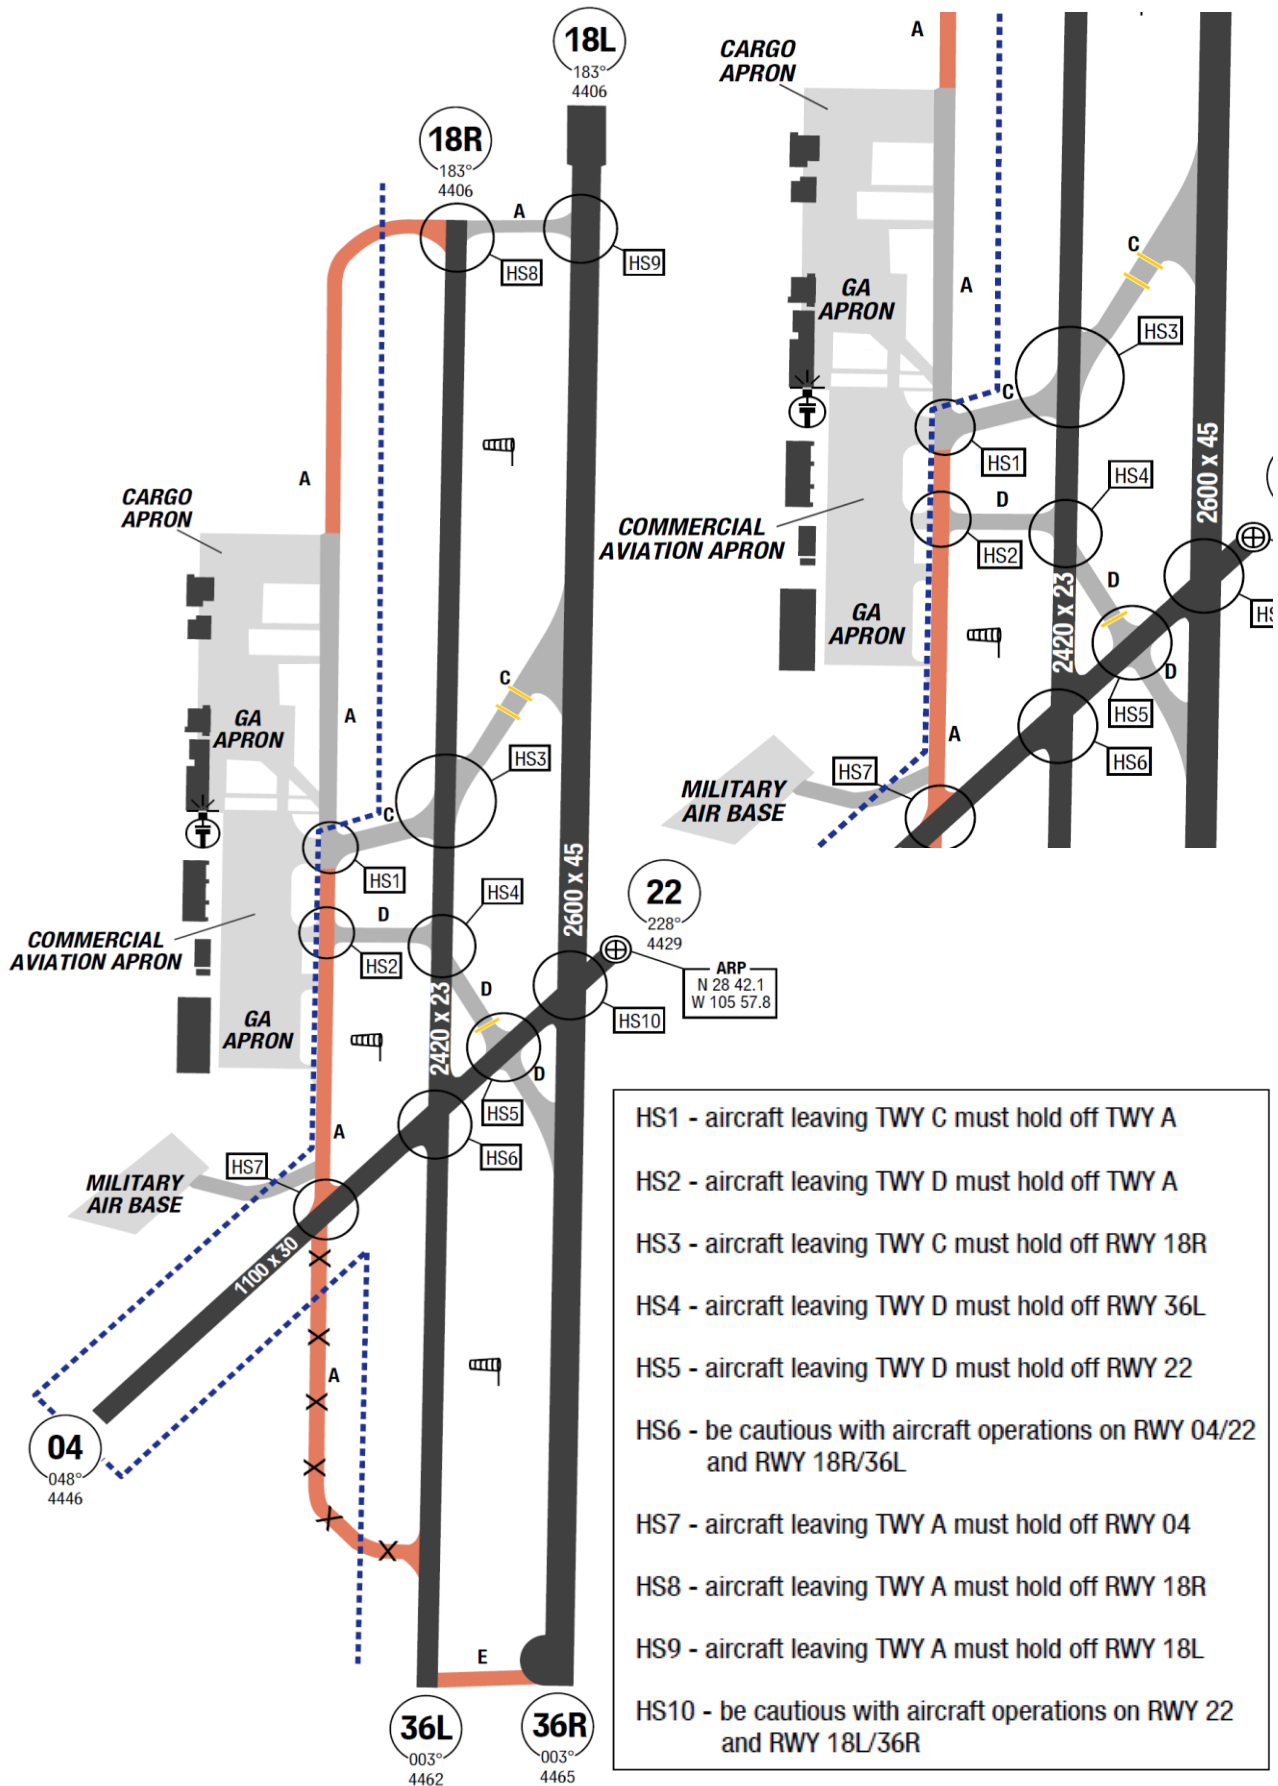 18L
183°
4406
18R
183°
4406
A
HS8
HS9
A
CARGO
APRON
A
GA
APRON
C
HS3
C
HS1
HS4
D
COMMERCIAL
AVIATION APRON
HS2
2600 x 45
22
228°
4429
ARP
N 28 42.1
W 105 57.8
D
HS10
2420 x 23
GA
APRON
D
HS5
A
HS6
HS7
MILITARY
AIR BASE
1100 x 30
A
04
048°
4446
E
36L
003°
4462
36R
003°
4465
A
CARGO
APRON
C
A
GA
APRON
HS3
C
HS1
HS4
D
2600 x 45
COMMERCIAL
AVIATION APRON
HS2
D
2420 x 23
GA
APRON
HS
D
HS5
A
HS6
HS7
MILITARY
AIR BASE
HS1 - aircraft leaving TWY C must hold off TWY A
HS2 - aircraft leaving TWY D must hold off TWY A
HS3 - aircraft leaving TWY C must hold off RWY 18R
HS4 - aircraft leaving TWY D must hold off RWY 36L
HS5 - aircraft leaving TWY D must hold off RWY 22
HS6 - be cautious with aircraft operations on RWY 04/22
and RWY 18R/36L
HS7 - aircraft leaving TWY A must hold off RWY 04
HS8 - aircraft leaving TWY A must hold off RWY 18R
HS9 - aircraft leaving TWY A must hold off RWY 18L
HS10 - be cautious with aircraft operations on RWY 22
and RWY 18L/36R